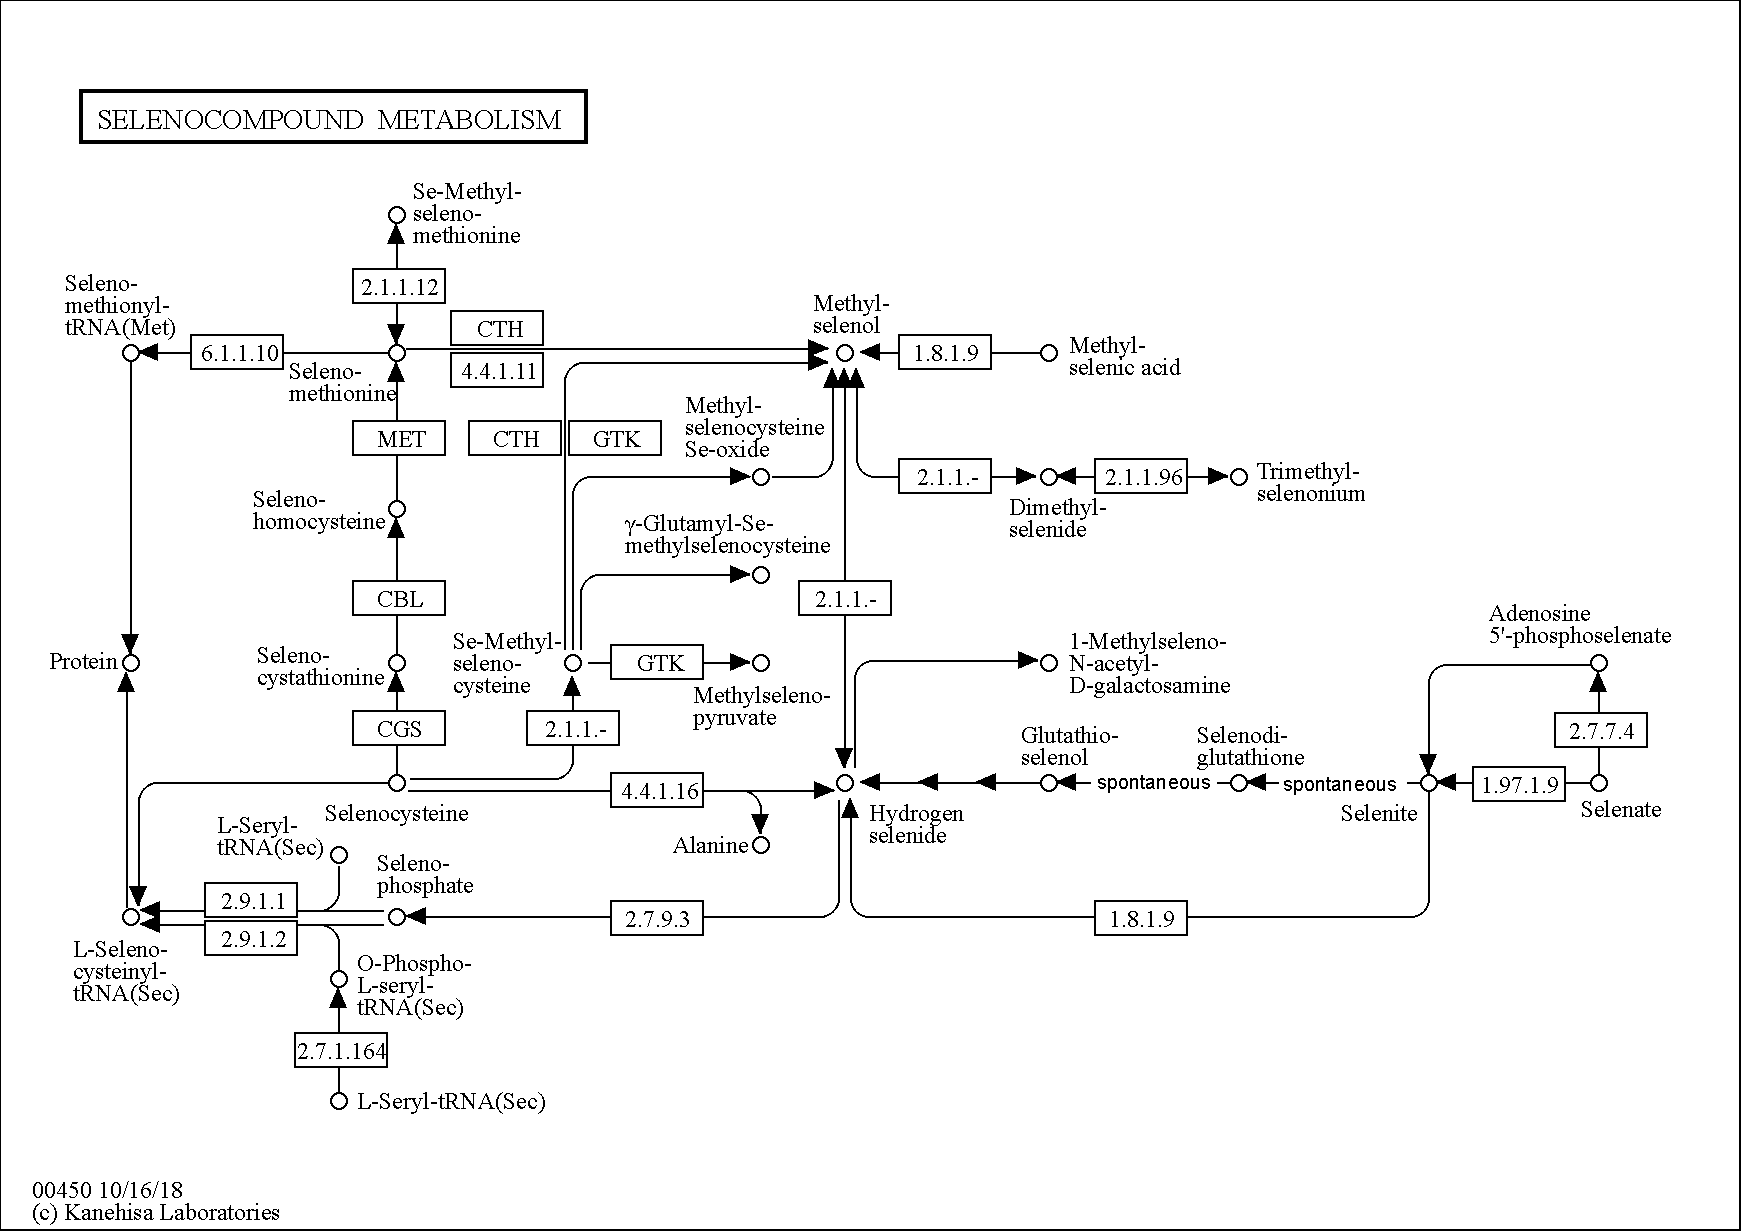 SELENOCOMPOUND METABOLISM
Se-Methyl-
seleno-
methionine
2.1.1.12
Seleno-
methionyl-
tRNA(Met)
6.1.1.10
Seleno-
methionine
CTH
4.4.1.11
Methyl-
selenol
1.8.1.9
Methyl-
selenic acid
MET
CTH
GTK
Methyl-
selenocysteine
Se-oxide
2.1.1.-
Dimethyl-
selenide
2.1.1.96
Trimethyl-
selenonium
Seleno-
homocysteine
γ-Glutamyl-Se-
methylselenocysteine
CBL
2.1.1.-
Protein
Seleno-
cystathionine
Se-Methyl-
seleno-
cysteine
GTK
Methylseleno-
pyruvate
1-Methylseleno-
N-acetyl-
D-galactosamine
Adenosine
5'-phosphoselenate
CGS
2.1.1.-
2.7.7.4
Glutathio-
selenol
Selenodi-
glutathione
Selenocysteine
4.4.1.16
Alanine
Hydrogen
selenide
spontaneous
spontaneous
Selenite
1.97.1.9
Selenate
L-Seryl-
tRNA(Sec)
Seleno-
phosphate
2.9.1.1
2.9.1.2
2.7.9.3
1.8.1.9
L-Seleno-
cysteinyl-
tRNA(Sec)
O-Phospho-
L-seryl-
tRNA(Sec)
2.7.1.164
L-Seryl-tRNA(Sec)
00450 10/16/18
(c) Kanehisa Laboratories